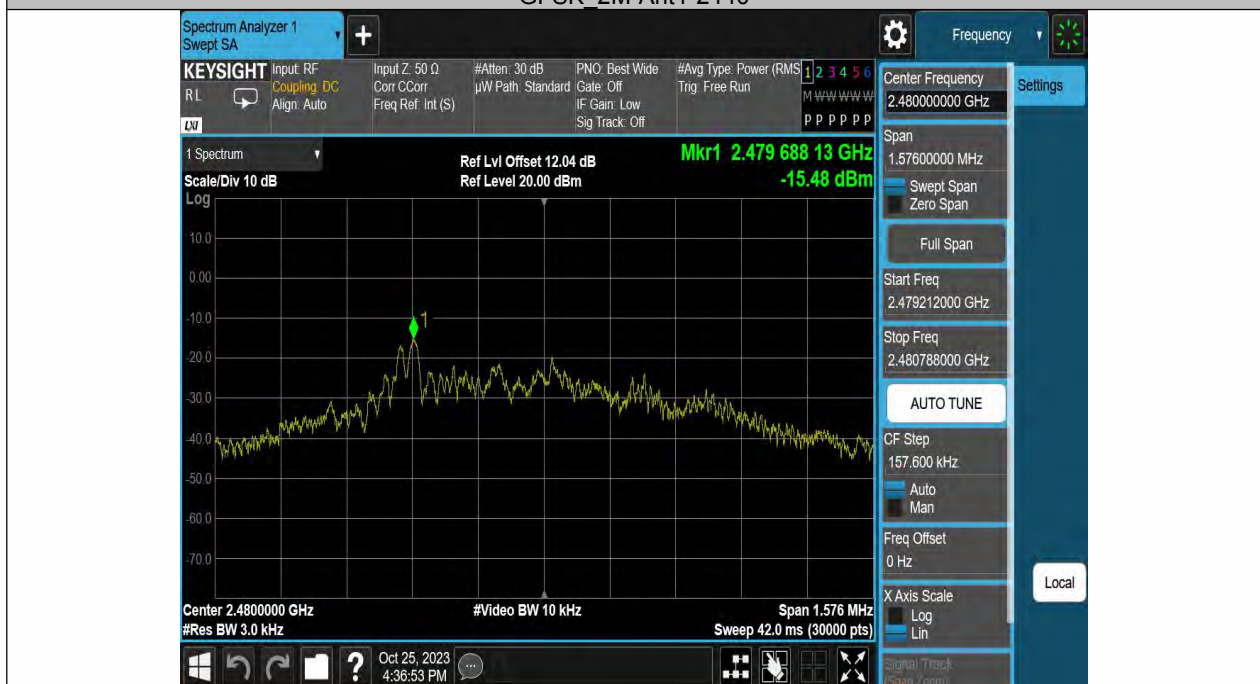 Spectrum Analyzer 1
Swept SA
Frequency
KEYSIGHT
RL
LXI
Input: RF
Coupling: DC
Align: Auto
Input Z: 50 Ω
Corr CCorr
Freq Ref: Int (S)
#Atten: 30 dB
µW Path: Standard
PNO: Best Wide
Gate: Off
IF Gain: Low
Sig Track: Off
#Avg Type: Power (RMS
Trig: Free Run
1 2 3 4 5 6
M W W W W W
P P P P P P
Center Frequency
2.480000000 GHz
Settings
Span
1.57600000 MHz
Swept Span
Zero Span
Full Span
Start Freq
2.479212000 GHz
Stop Freq
2.480788000 GHz
AUTO TUNE
CF Step
157.600 kHz
Auto
Man
Freq Offset
0 Hz
X Axis Scale
Log
Lin
Signal Track
(Span Zoom)
Local
1 Spectrum
Scale/Div 10 dB
Log
Ref Lvl Offset 12.04 dB
Ref Level 20.00 dBm
Mkr1 2.479 688 13 GHz
-15.48 dBm
10.0
0.00
-10.0
1
-20.0
-30.0
-40.0
-50.0
-60.0
-70.0
Center 2.4800000 GHz
#Res BW 3.0 kHz
#Video BW 10 kHz
Span 1.576 MHz
Sweep 42.0 ms (30000 pts)
?
Oct 25, 2023
4:36:53 PM